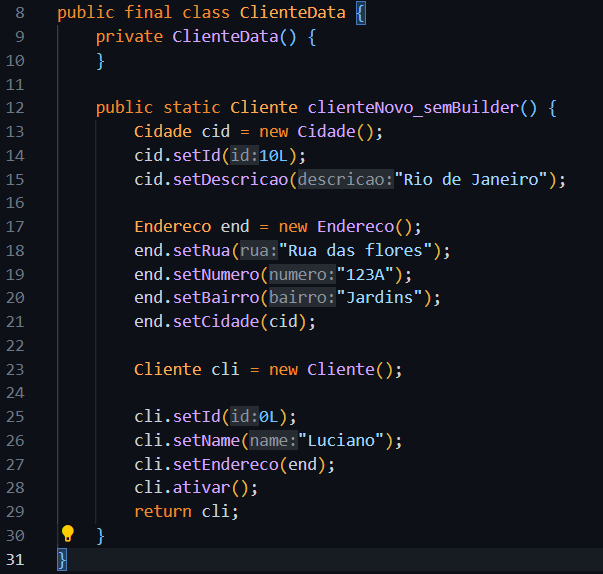 8 public final class ClienteData {
9 private ClienteData() {
10 }
11
12 public static Cliente clienteNovo_semBuilder() {
13 Cidade cid = new Cidade();
14 cid.setId(id:10L);
15 cid.setDescricao(descricao:"Rio de Janeiro");
16
17 Endereco end = new Endereco();
18 end.setRua(rua:"Rua das flores");
19 end.setNumero(numero:"123A");
20 end.setBairro(bairro:"Jardins");
21 end.setCidade(cid);
22
23 Cliente cli = new Cliente();
24
25 cli.setId(id:0L);
26 cli.setName(name:"Luciano");
27 cli.setEndereco(end);
28 cli.ativar();
29 return cli;
30 }
31 }